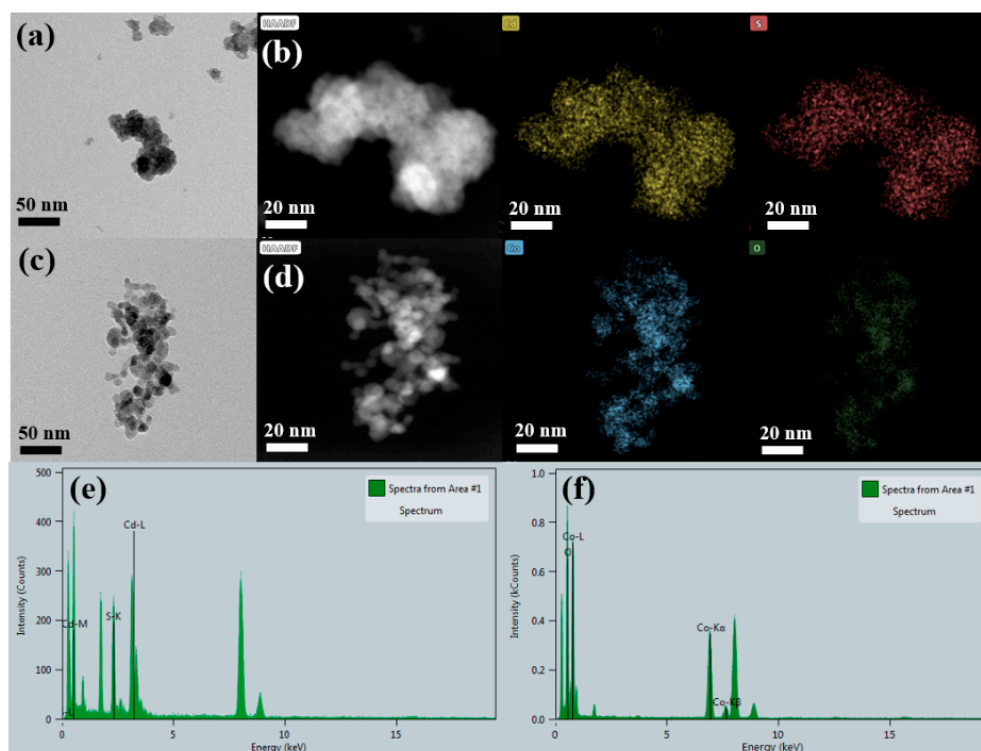 (a)
50 nm
HAADF
(b)
20 nm
Cd
20 nm
S
20 nm
(c)
50 nm
HAADF
(d)
20 nm
Co
20 nm
O
20 nm
(e)
Spectra from Area #1
Spectrum
Cd-L
Cd-M
S-K
500
400
300
200
100
0
Intensity (Counts)
0
5
10
15
Energy (keV)
(f)
Spectra from Area #1
Spectrum
Co-L
O
Co-Kα
Co-Kβ
1.0
0.8
0.6
0.4
0.2
0.0
Intensity (kCounts)
0
5
10
15
Energy (keV)